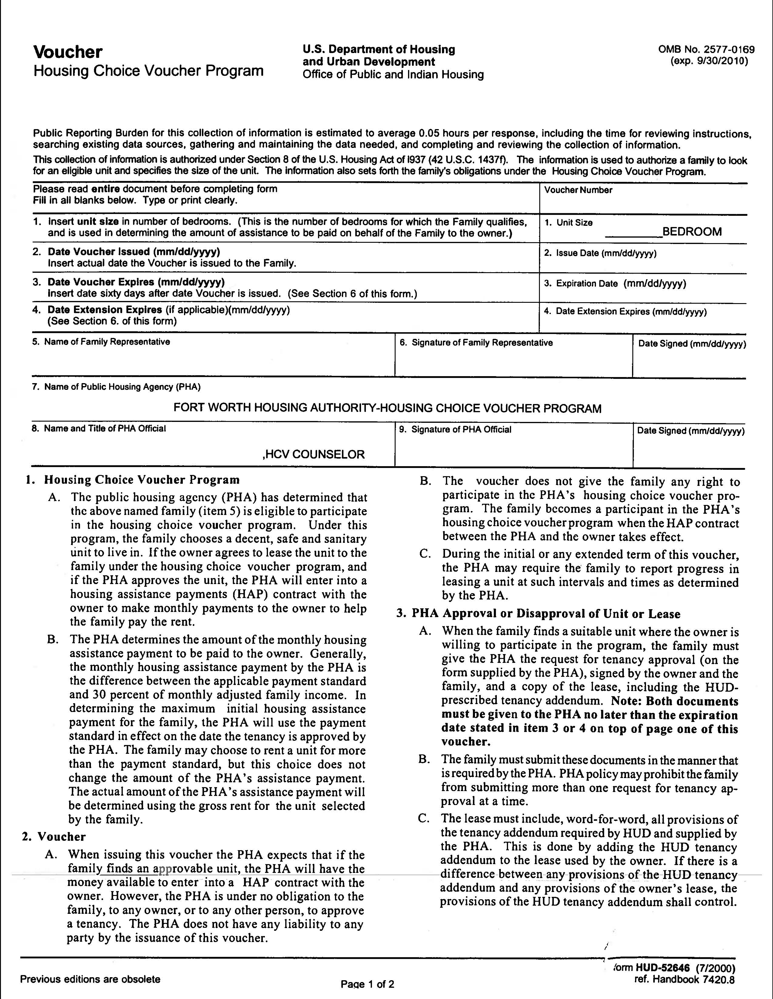 Voucher
Housing Choice Voucher Program
U.S. Department of Housing
and Urban Development
Office of Public and Indian Housing
OMB No. 2577-0169
(exp. 9/30/2010)
Public Reporting Burden for this collection of information is estimated to average 0.05 hours per response, including the time for reviewing instructions,
searching existing data sources, gathering and maintaining the data needed, and completing and reviewing the collection of information.
This collection of information is authorized under Section 8 of the U.S. Housing Act of I937 (42 U.S.C. 1437f). The information is used to authorize a family to look
for an eligible unit and specifies the size of the unit. The information also sets forth the family's obligations under the Housing Choice Voucher Program.
Please read entire document before completing form
Fill in all blanks below. Type or print clearly.
Voucher Number
1. Insert unit size in number of bedrooms. (This is the number of bedrooms for which the Family qualifies,
and is used in determining the amount of assistance to be paid on behalf of the Family to the owner.)
1. Unit Size
_________BEDROOM
2. Date Voucher Issued (mm/dd/yyyy)
Insert actual date the Voucher is issued to the Family.
2. Issue Date (mm/dd/yyyy)
3. Date Voucher Expires (mm/dd/yyyy)
Insert date sixty days after date Voucher is issued. (See Section 6 of this form.)
3. Expiration Date (mm/dd/yyyy)
4. Date Extension Expires (if applicable)(mm/dd/yyyy)
(See Section 6. of this form)
4. Date Extension Expires (mm/dd/yyyy)
5. Name of Family Representative
6. Signature of Family Representative
Date Signed (mm/dd/yyyy)
7. Name of Public Housing Agency (PHA)
FORT WORTH HOUSING AUTHORITY-HOUSING CHOICE VOUCHER PROGRAM
8. Name and Title of PHA Official
,HCV COUNSELOR
9. Signature of PHA Official
Date Signed (mm/dd/yyyy)
1. Housing Choice Voucher Program
A. The public housing agency (PHA) has determined that
the above named family (item 5) is eligible to participate
in the housing choice voucher program. Under this
program, the family chooses a decent, safe and sanitary
unit to live in. If the owner agrees to lease the unit to the
family under the housing choice voucher program, and
if the PHA approves the unit, the PHA will enter into a
housing assistance payments (HAP) contract with the
owner to make monthly payments to the owner to help
the family pay the rent.
B. The PHA determines the amount of the monthly housing
assistance payment to be paid to the owner. Generally,
the monthly housing assistance payment by the PHA is
the difference between the applicable payment standard
and 30 percent of monthly adjusted family income. In
determining the maximum initial housing assistance
payment for the family, the PHA will use the payment
standard in effect on the date the tenancy is approved by
the PHA. The family may choose to rent a unit for more
than the payment standard, but this choice does not
change the amount of the PHA's assistance payment.
The actual amount of the PHA's assistance payment will
be determined using the gross rent for the unit selected
by the family.
2. Voucher
A. When issuing this voucher the PHA expects that if the
family finds an approvable unit, the PHA will have the
money available to enter into a HAP contract with the
owner. However, the PHA is under no obligation to the
family, to any owner, or to any other person, to approve
a tenancy. The PHA does not have any liability to any
party by the issuance of this voucher.
B. The voucher does not give the family any right to
participate in the PHA's housing choice voucher pro-
gram. The family becomes a participant in the PHA's
housing choice voucher program when the HAP contract
between the PHA and the owner takes effect.
C. During the initial or any extended term of this voucher,
the PHA may require the family to report progress in
leasing a unit at such intervals and times as determined
by the PHA.
3. PHA Approval or Disapproval of Unit or Lease
A. When the family finds a suitable unit where the owner is
willing to participate in the program, the family must
give the PHA the request for tenancy approval (on the
form supplied by the PHA), signed by the owner and the
family, and a copy of the lease, including the HUD-
prescribed tenancy addendum. Note: Both documents
must be given to the PHA no later than the expiration
date stated in item 3 or 4 on top of page one of this
voucher.
B. The family must submit these documents in the manner that
is required by the PHA. PHA policy may prohibit the family
from submitting more than one request for tenancy ap-
proval at a time.
C. The lease must include, word-for-word, all provisions of
the tenancy addendum required by HUD and supplied by
the PHA. This is done by adding the HUD tenancy
addendum to the lease used by the owner. If there is a
difference between any provisions of the HUD tenancy
addendum and any provisions of the owner's lease, the
provisions of the HUD tenancy addendum shall control.
Previous editions are obsolete
Page 1 of 2
form HUD-52646 (7/2000)
ref. Handbook 7420.8